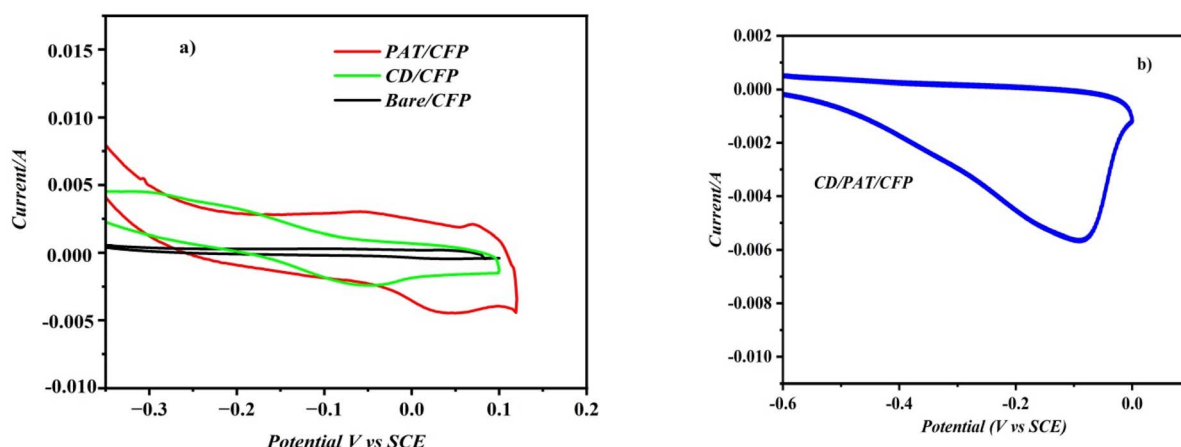 a)
PAT/CFP
CD/CFP
Bare/CFP
0.015
0.010
0.005
0.000
-0.005
-0.010
Current/A
−0.3
−0.2
−0.1
0.0
0.1
0.2
Potential V vs SCE
b)
CD/PAT/CFP
0.002
0.000
-0.002
-0.004
-0.006
-0.008
-0.010
Current/A
-0.6
-0.4
-0.2
0.0
Potential (V vs SCE)